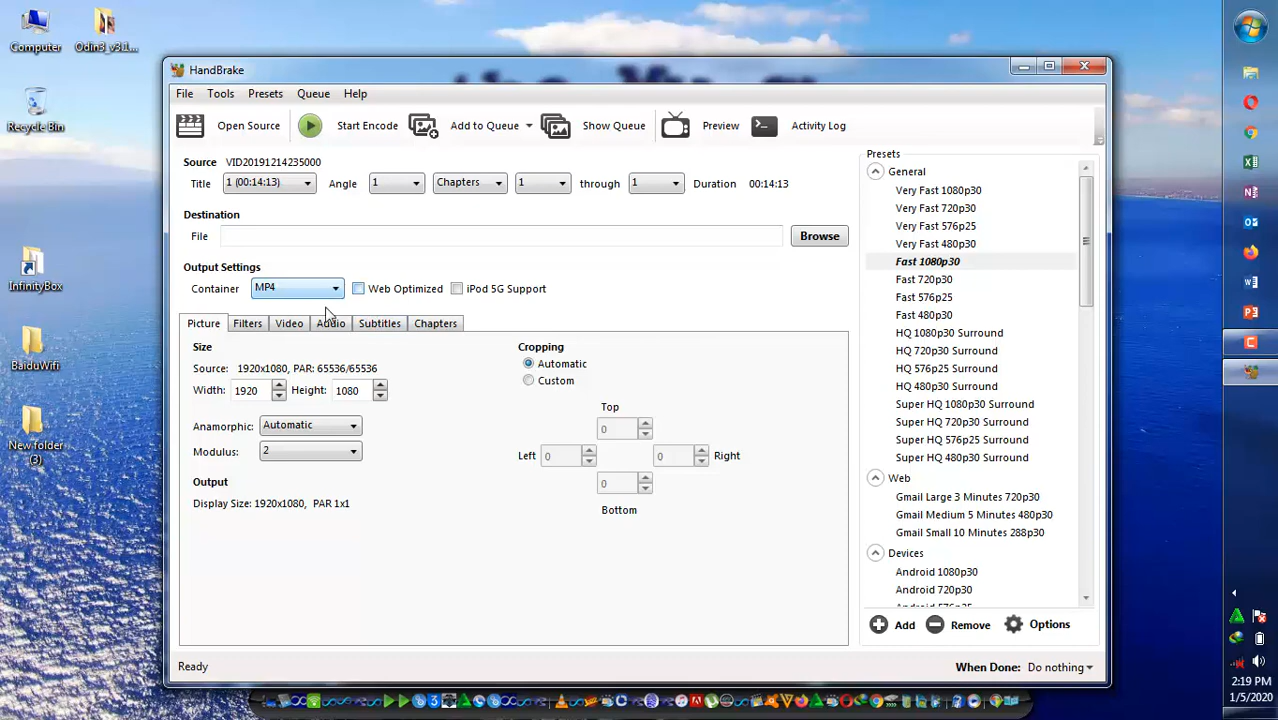 Computer
Odin3_v3.1...
Recycle Bin
InfinityBox
BaiduWifi
New folder
(3)
HandBrake
File Tools Presets Queue Help
Open Source Start Encode Add to Queue Show Queue Preview Activity Log
Source VID20191214235000
Title 1 (00:14:13) Angle 1 Chapters 1 through 1 Duration 00:14:13
Destination
File Browse
Output Settings
Container MP4 Web Optimized iPod 5G Support
Picture Filters Video Audio Subtitles Chapters
Size
Source: 1920x1080, PAR: 65536/65536
Width: 1920 Height: 1080
Anamorphic: Automatic
Modulus: 2
Output
Display Size: 1920x1080, PAR 1x1
Cropping
Automatic
Custom
Top
0
Left 0 0 Right
0
Bottom
Presets
General
Very Fast 1080p30
Very Fast 720p30
Very Fast 576p25
Very Fast 480p30
Fast 1080p30
Fast 720p30
Fast 576p25
Fast 480p30
HQ 1080p30 Surround
HQ 720p30 Surround
HQ 576p25 Surround
HQ 480p30 Surround
Super HQ 1080p30 Surround
Super HQ 720p30 Surround
Super HQ 576p25 Surround
Super HQ 480p30 Surround
Web
Gmail Large 3 Minutes 720p30
Gmail Medium 5 Minutes 480p30
Gmail Small 10 Minutes 288p30
Devices
Android 1080p30
Android 720p30
Android 576p25
Add Remove Options
Ready
When Done: Do nothing
2:19 PM
1/5/2020